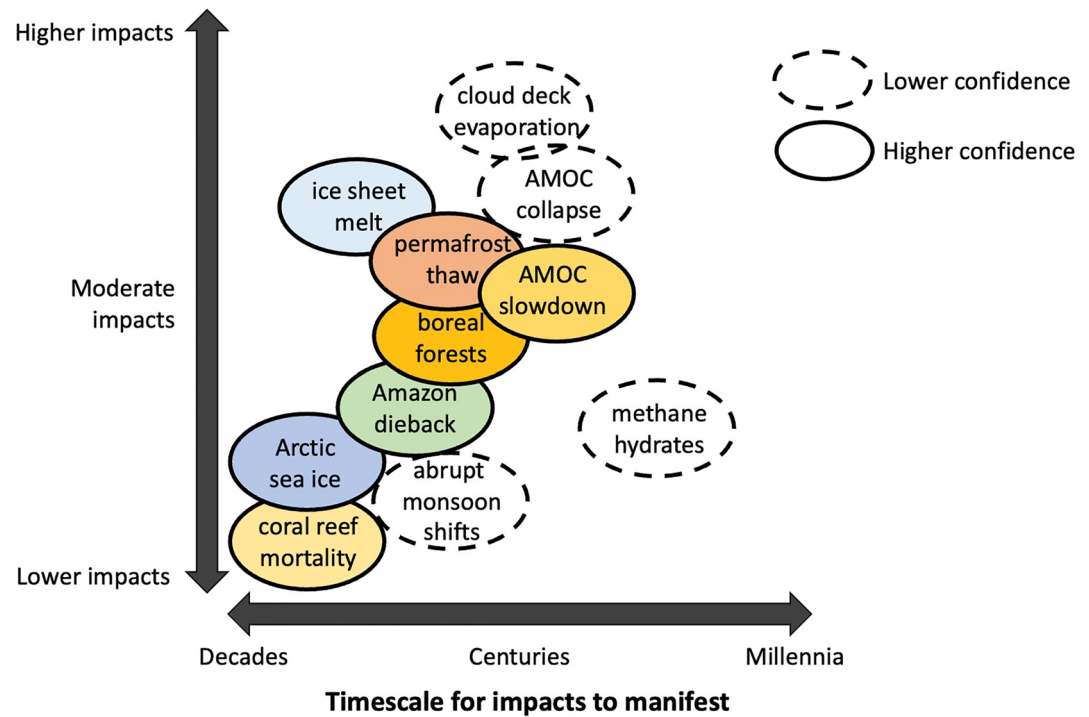 Higher impacts
Moderate
impacts
Lower impacts
cloud deck
evaporation
AMOC
collapse
ice sheet
melt
permafrost
thaw
AMOC
slowdown
boreal
forests
Amazon
dieback
methane
hydrates
Arctic
sea ice
abrupt
monsoon
shifts
coral reef
mortality
Lower confidence
Higher confidence
Decades
Centuries
Millennia
Timescale for impacts to manifest